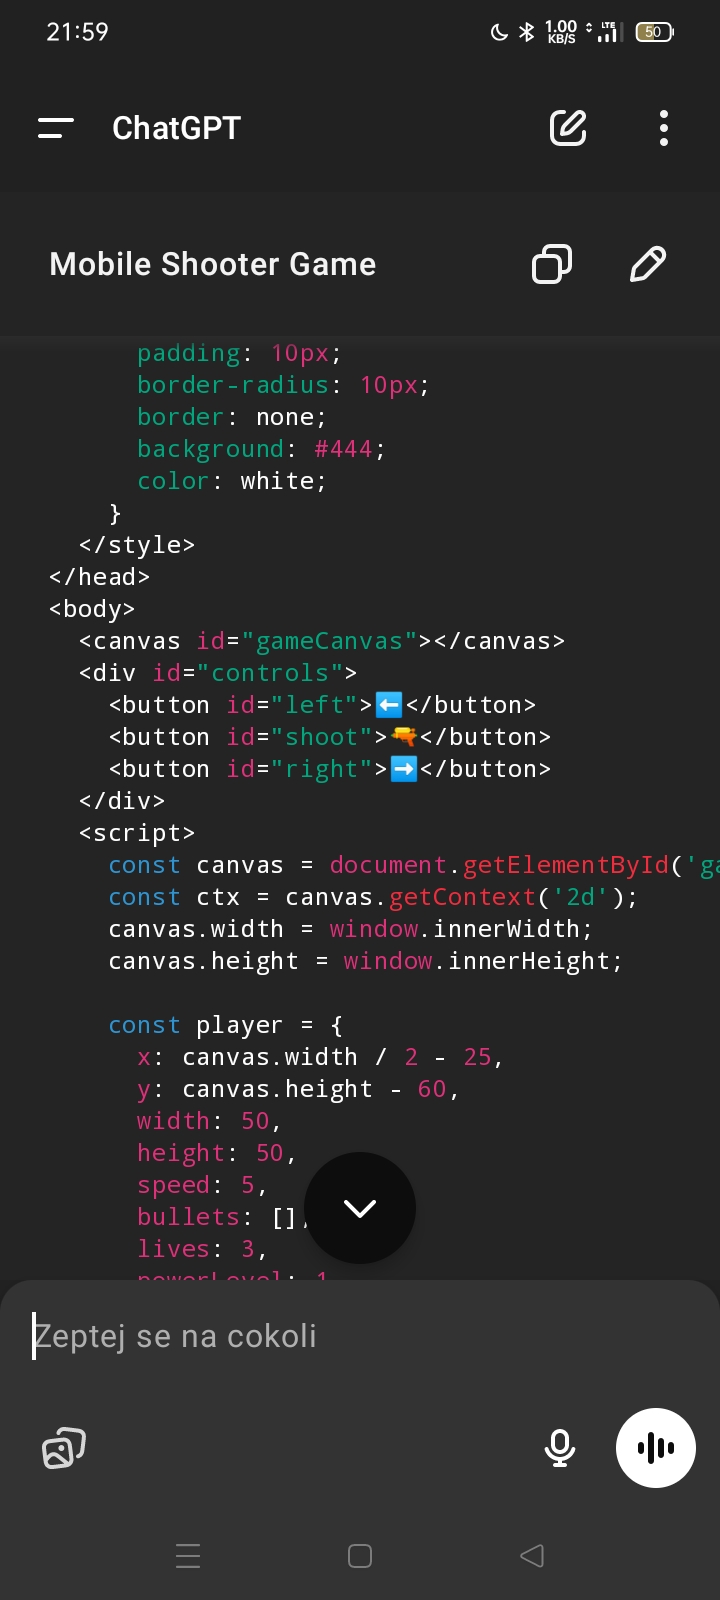 21:59
1.00 KB/S LTE 50
ChatGPT
Mobile Shooter Game
padding: 10px;
border-radius: 10px;
border: none;
background: #444;
color: white;
}
</style>
</head>
<body>
<canvas id="gameCanvas"></canvas>
<div id="controls">
<button id="left">⬅️</button>
<button id="shoot">🔫</button>
<button id="right">➡️</button>
</div>
<script>
const canvas = document.getElementById('ga
const ctx = canvas.getContext('2d');
canvas.width = window.innerWidth;
canvas.height = window.innerHeight;
const player = {
x: canvas.width / 2 - 25,
y: canvas.height - 60,
width: 50,
height: 50,
speed: 5,
bullets: [],
lives: 3,
powerLevel: 1
Zeptej se na cokoli